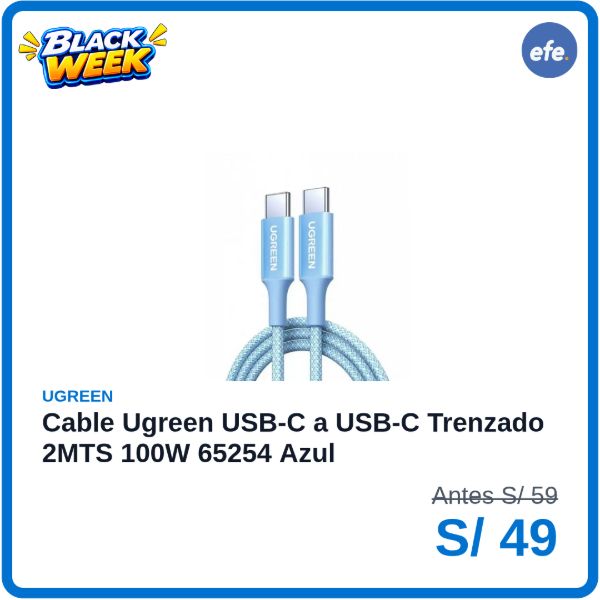 BLACK
WEEK
efe.
UGREEN
UGREEN
UGREEN
Cable Ugreen USB-C a USB-C Trenzado
2MTS 100W 65254 Azul
Antes S/ 59
S/ 49